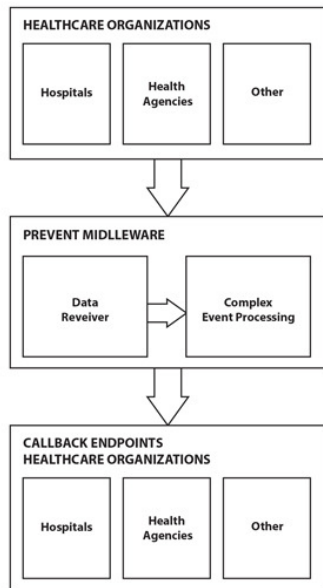 HEALTHCARE ORGANIZATIONS
Hospitals
Health
Agencies
Other
PREVENT MIDLLEWARE
Data
Reveiver
Complex
Event Processing
CALLBACK ENDPOINTS
HEALTHCARE ORGANIZATIONS
Hospitals
Health
Agencies
Other